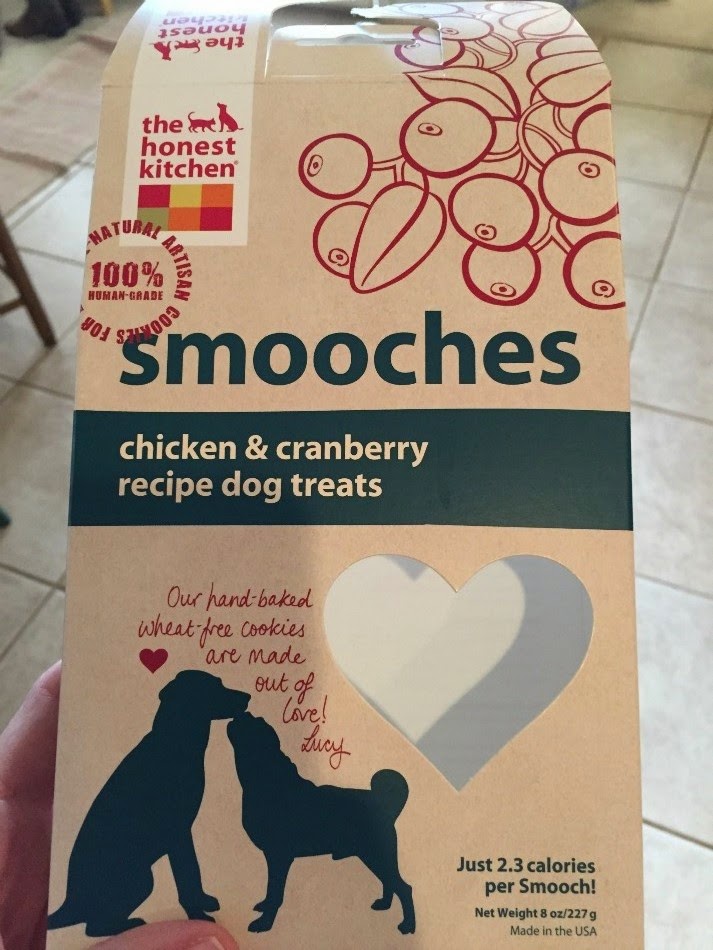 the
honest
kitchen
the
honest
kitchen®
NATURAL ARTISAN COOKIES FOR
100%
HUMAN-GRADE
smooches
chicken & cranberry
recipe dog treats
Our hand-baked
wheat-free cookies
are made
out of
love!
Lucy
Just 2.3 calories
per Smooch!
Net Weight 8 oz/227 g
Made in the USA